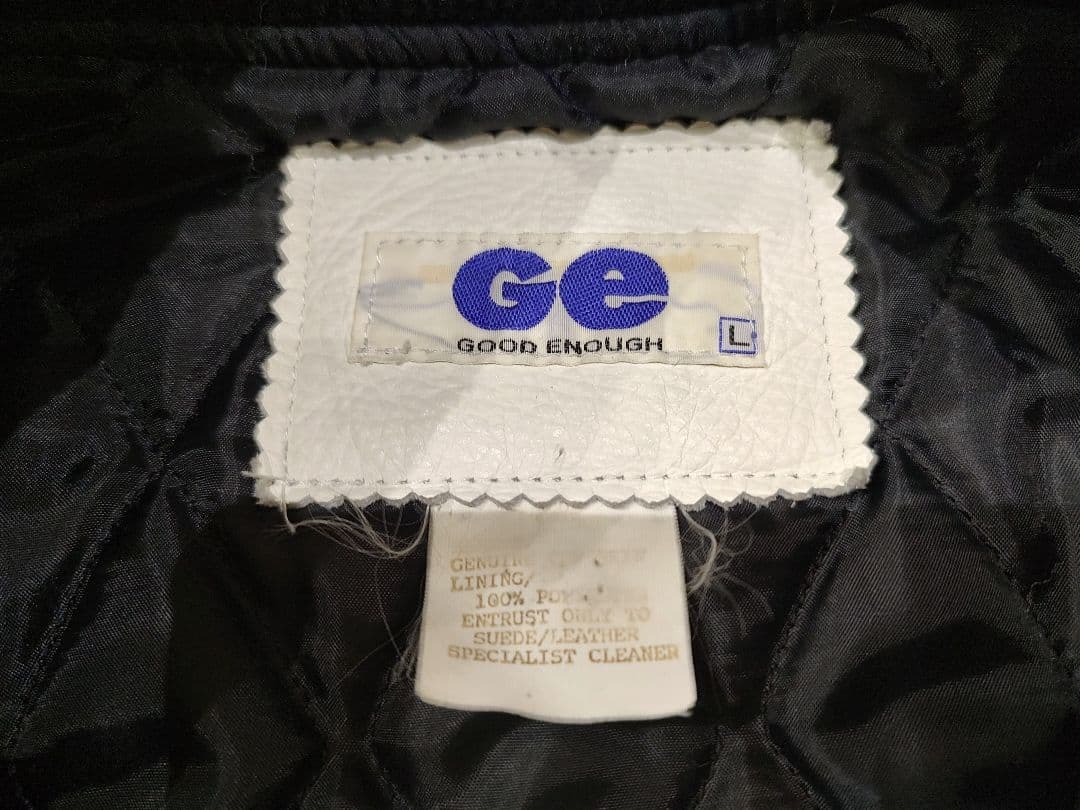 Ge
GOOD ENOUGH
L
GENUINE
LINING/
100%
ENTRUST ONLY TO
SUEDE/LEATHER
SPECIALIST CLEANER